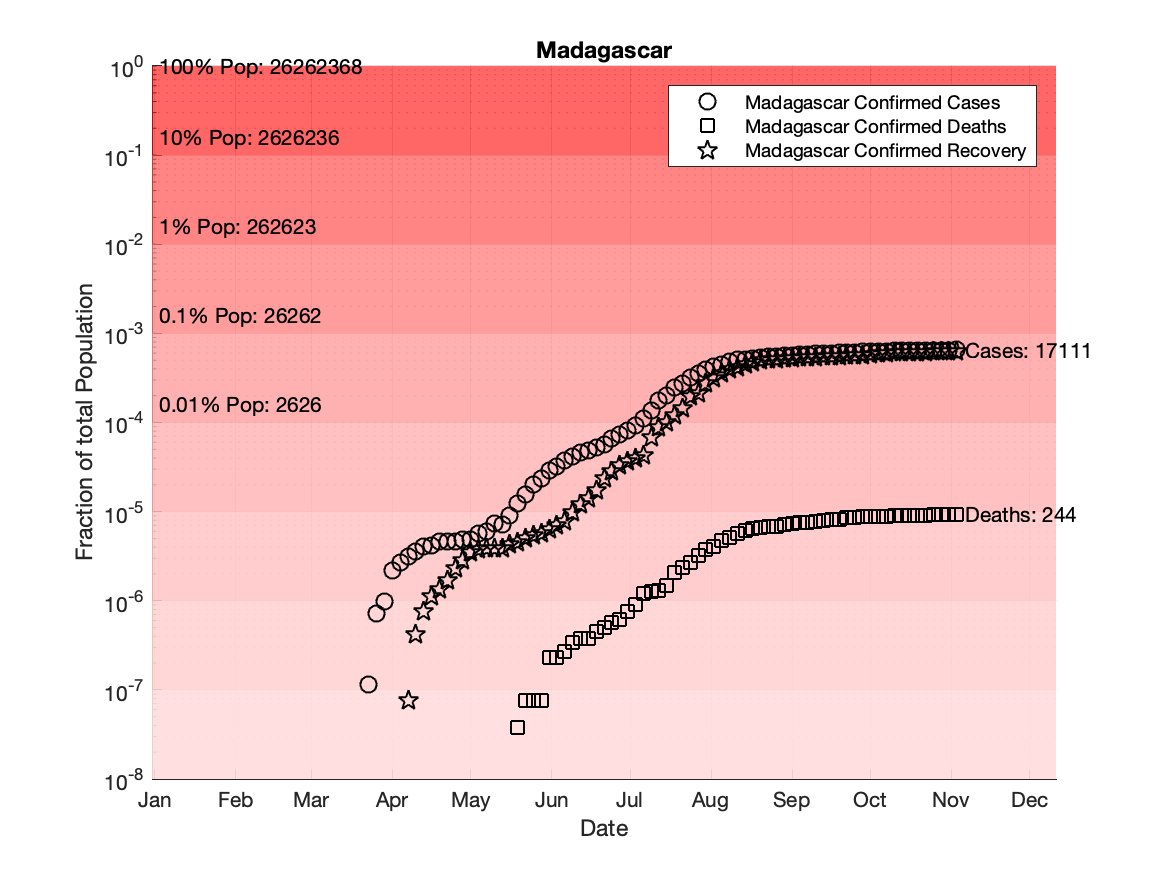 Madagascar
10^0
100% Pop: 26262368
Madagascar Confirmed Cases
Madagascar Confirmed Deaths
Madagascar Confirmed Recovery
10% Pop: 2626236
10^-1
1% Pop: 262623
10^-2
0.1% Pop: 26262
10^-3
Cases: 17111
0.01% Pop: 2626
10^-4
10^-5
Deaths: 244
10^-6
10^-7
10^-8
Fraction of total Population
Jan Feb Mar Apr May Jun Jul Aug Sep Oct Nov Dec
Date